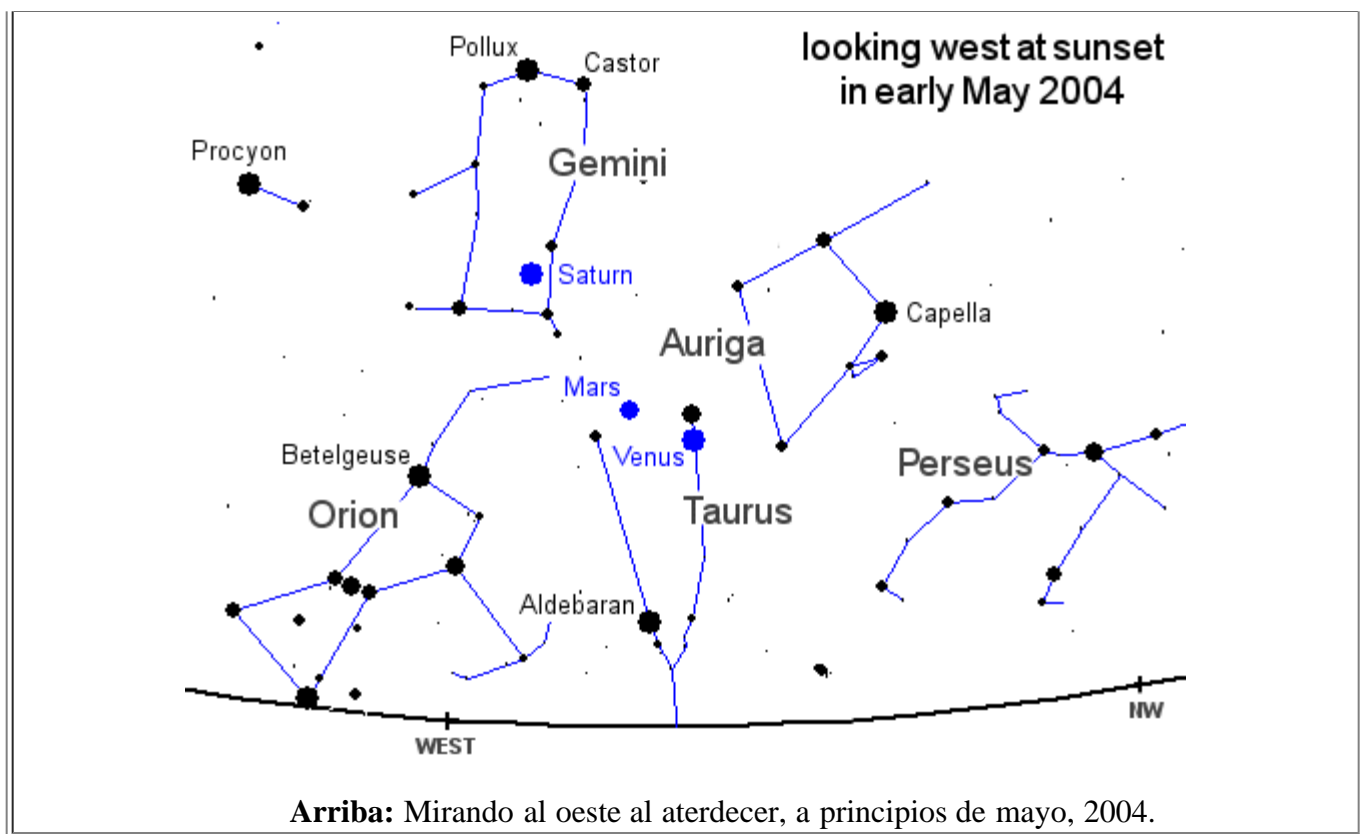 looking west at sunset
in early May 2004
Pollux
Castor
Procyon
Gemini
Saturn
Capella
Auriga
Mars
Betelgeuse
Venus
Perseus
Orion
Taurus
Aldebaran
WEST
NW
Arriba: Mirando al oeste al aterdecer, a principios de mayo, 2004.